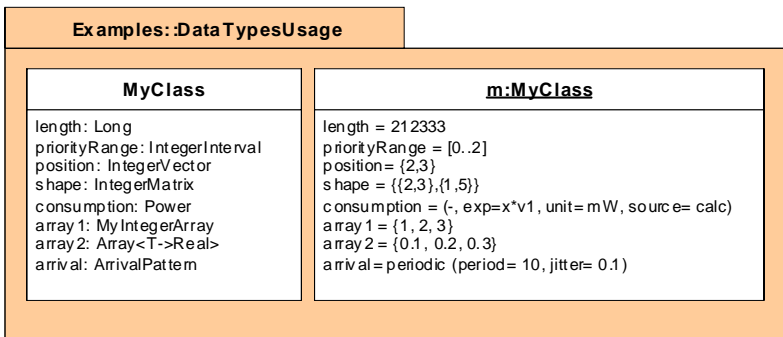 Examples::DataTypesUsage
MyClass
length: Long
priorityRange: IntegerInterval
position: IntegerVector
shape: IntegerMatrix
consumption: Power
array1: MyIntegerArray
array2: Array<T->Real>
arrival: ArrivalPattern
m:MyClass
length = 212333
priorityRange = [0..2]
position= {2,3}
shape = {{2,3},{1,5}}
consumption = (-, exp=x*v1, unit= mW, source= calc)
array1 = {1, 2, 3}
array2 = {0.1, 0.2, 0.3}
arrival= periodic (period= 10, jitter= 0.1)